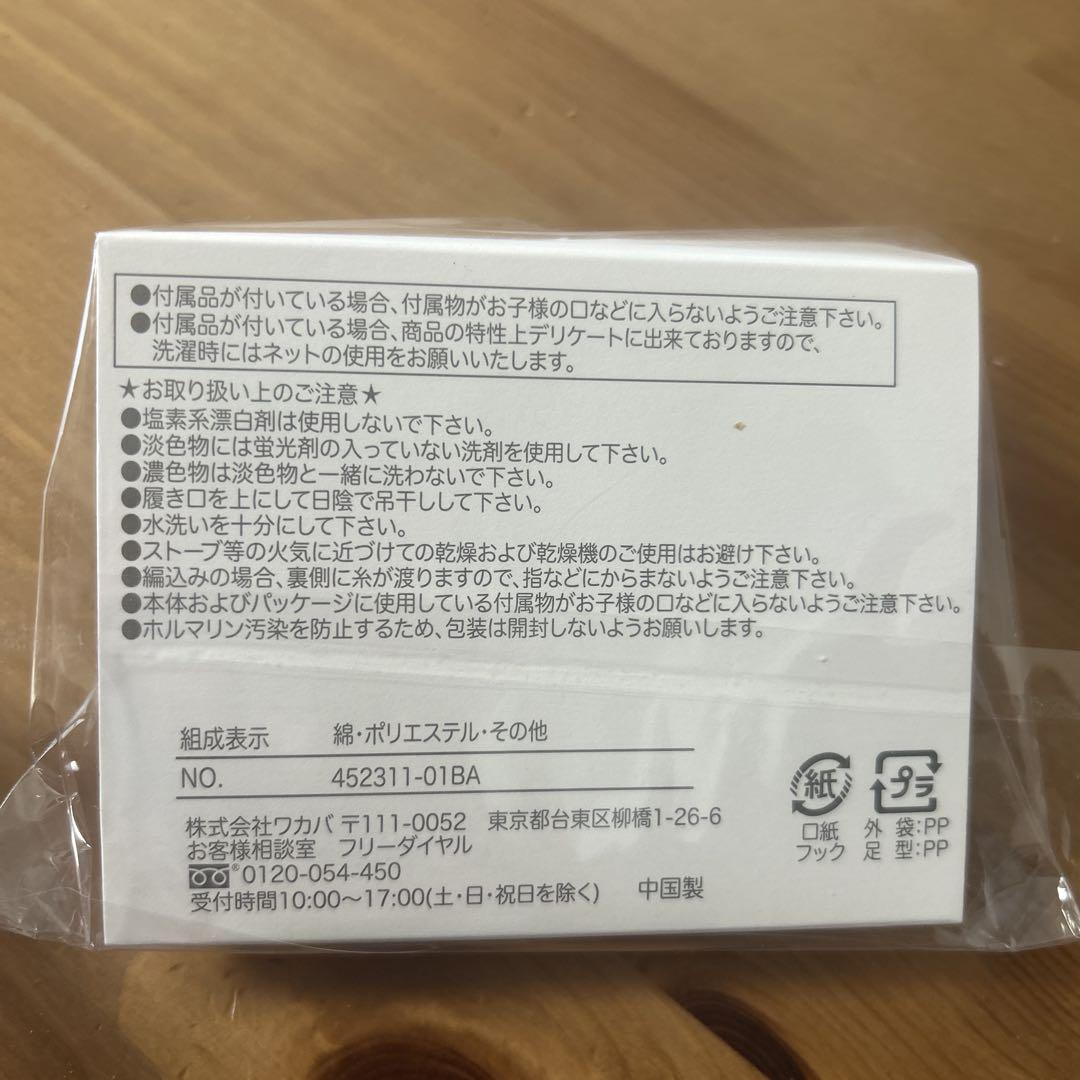 ●付属品が付いている場合、付属物がお子様の口などに入らないようご注意下さい。
●付属品が付いている場合、商品の特性上デリケートに出来ておりますので、
洗濯時にはネットの使用をお願いいたします。
★お取り扱い上のご注意★
●塩素系漂白剤は使用しないで下さい。
●淡色物には蛍光剤の入っていない洗剤を使用して下さい。
●濃色物は淡色物と一緒に洗わないで下さい。
●履き口を上にして日陰で吊干しして下さい。
●水洗いを十分にして下さい。
●ストーブ等の火気に近づけての乾燥および乾燥機のご使用はお避け下さい。
●編込みの場合、裏側に糸が渡りますので、指などにからまないようご注意下さい。
●本体およびパッケージに使用している付属物がお子様の口などに入らないようご注意下さい。
●ホルマリン汚染を防止するため、包装は開封しないようお願いします。
組成表示 綿・ポリエステル・その他
NO. 452311-01BA
株式会社ワカバ 〒111-0052 東京都台東区柳橋1-26-6
お客様相談室 フリーダイヤル
®0120-054-450
受付時間10:00〜17:00(土・日・祝日を除く) 中国製
紙 プラ
口紙 外 袋:PP
フック 足 型:PP